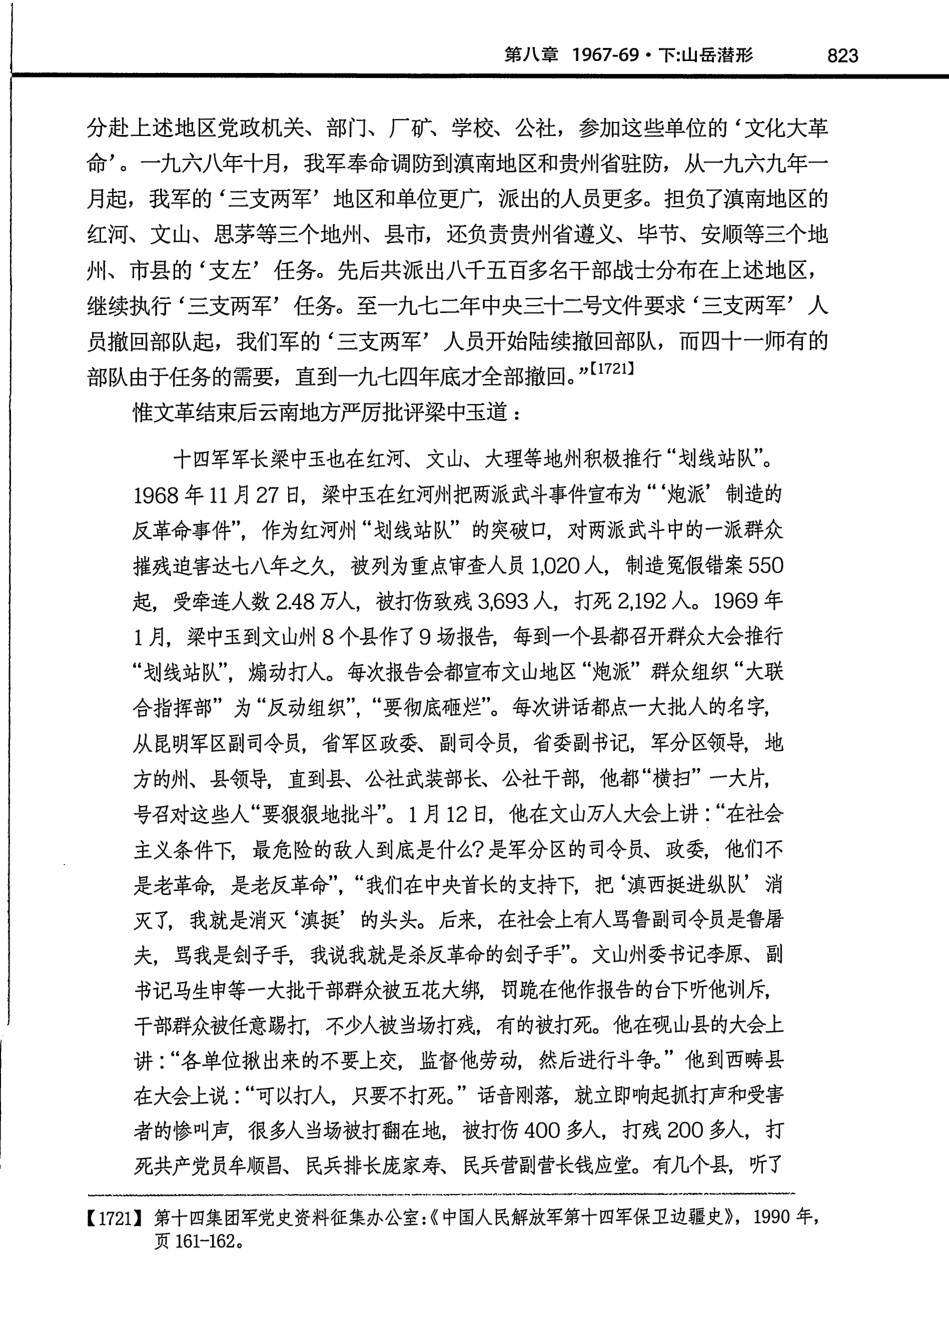 第八章 1967-69·下:山岳潜形 823
分赴上述地区党政机关、部门、厂矿、学校、公社，参加这些单位的‘文化大革
命’。一九六八年十月，我军奉命调防到滇南地区和贵州省驻防，从一九六九年一
月起，我军的‘三支两军’地区和单位更广，派出的人员更多。担负了滇南地区的
红河、文山、思茅等三个地州、县市，还负责贵州省遵义、毕节、安顺等三个地
州、市县的‘支左’任务。先后共派出八千五百多名干部战士分布在上述地区，
继续执行‘三支两军’任务。至一九七二年中央三十二号文件要求‘三支两军’人
员撤回部队起，我们军的‘三支两军’人员开始陆续撤回部队，而四十一师有的
部队由于任务的需要，直到一九七四年底才全部撤回。”【1721】
惟文革结束后云南地方严厉批评梁中玉道：
十四军军长梁中玉也在红河、文山、大理等地州积极推行“划线站队”。
1968 年 11 月 27 日，梁中玉在红河州把两派武斗事件宣布为“‘炮派’制造的
反革命事件”，作为红河州“划线站队”的突破口，对两派武斗中的一派群众
摧残迫害达七八年之久，被列为重点审查人员 1,020 人，制造冤假错案 550
起，受牵连人数 2.48 万人，被打伤致残 3,693 人，打死 2,192 人。1969 年
1 月，梁中玉到文山州 8 个县作了 9 场报告，每到一个县都召开群众大会推行
“划线站队”，煽动打人。每次报告会都宣布文山地区“炮派”群众组织“大联
合指挥部”为“反动组织”，“要彻底砸烂”。每次讲话都点一大批人的名字，
从昆明军区副司令员，省军区政委、副司令员，省委副书记，军分区领导，地
方的州、县领导，直到县、公社武装部长、公社干部，他都“横扫”一大片，
号召对这些人“要狠狠地批斗”。1 月 12 日，他在文山万人大会上讲：“在社会
主义条件下，最危险的敌人到底是什么？是军分区的司令员、政委，他们不
是老革命，是老反革命”，“我们在中央首长的支持下，把‘滇西挺进纵队’消
灭了，我就是消灭‘滇挺’的头头。后来，在社会上有人骂鲁副司令员是鲁屠
夫，骂我是刽子手，我说我就是杀反革命的刽子手”。文山州委书记李原、副
书记马生申等一大批干部群众被五花大绑，罚跪在他作报告的台下听他训斥，
干部群众被任意踢打，不少人被当场打残，有的被打死。他在砚山县的大会上
讲：“各单位揪出来的不要上交，监督他劳动，然后进行斗争。”他到西畴县
在大会上说：“可以打人，只要不打死。”话音刚落，就立即响起抓打声和受害
者的惨叫声，很多人当场被打翻在地，被打伤 400 多人，打残 200 多人，打
死共产党员牟顺昌、民兵排长庞家寿、民兵营副营长钱应堂。有几个县，听了
【1721】第十四集团军党史资料征集办公室：《中国人民解放军第十四军保卫边疆史》，1990 年，
页 161-162。